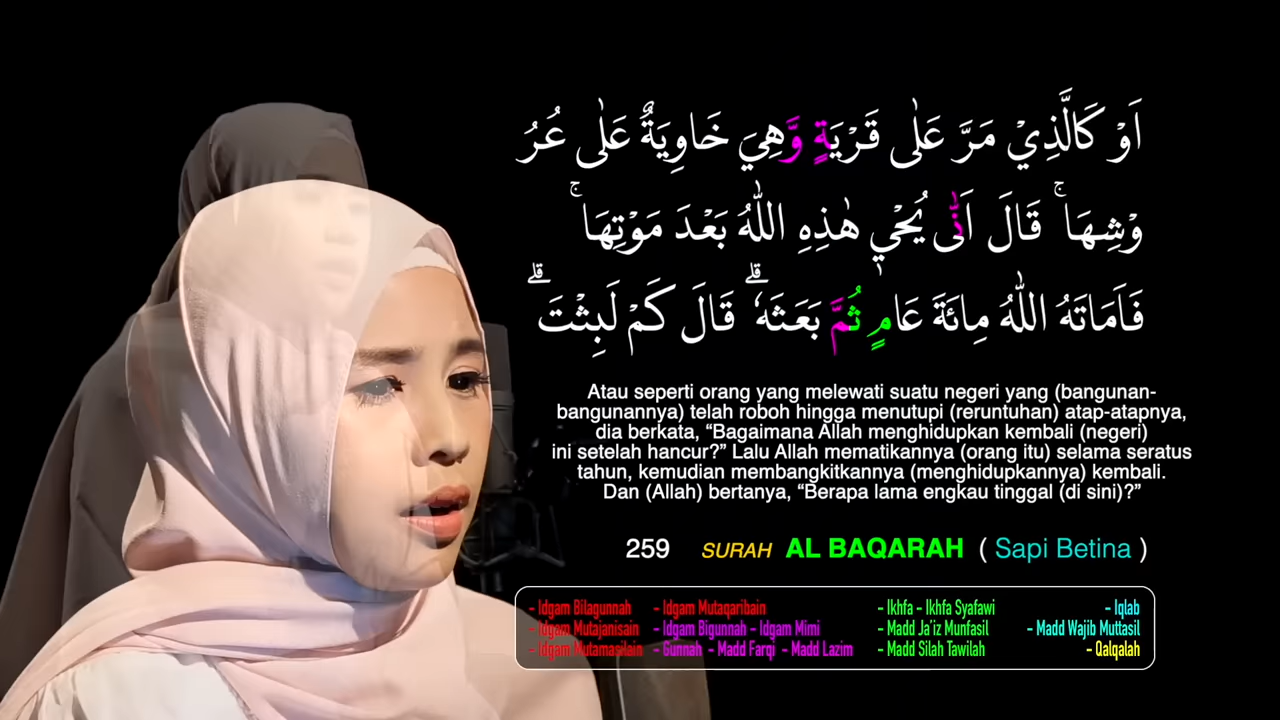 اَوْ كَالَّذِيْ مَرَّ عَلٰى قَرْيَةٍ وَّهِيَ خَاوِيَةٌ عَلٰى عُرُ
وْشِهَاۚ قَالَ اَنّٰى يُحْيٖ هٰذِهِ اللّٰهُ بَعْدَ مَوْتِهَاۚ
فَاَمَاتَهُ اللّٰهُ مِائَةَ عَامٍ ثُمَّ بَعَثَهٗۗ قَالَ كَمْ لَبِثْتَۗ
Atau seperti orang yang melewati suatu negeri yang (bangunan-
bangunannya) telah roboh hingga menutupi (reruntuhan) atap-atapnya,
dia berkata, “Bagaimana Allah menghidupkan kembali (negeri)
ini setelah hancur?” Lalu Allah mematikannya (orang itu) selama seratus
tahun, kemudian membangkitkannya (menghidupkannya) kembali.
Dan (Allah) bertanya, “Berapa lama engkau tinggal (di sini)?”
259 SURAH AL BAQARAH ( Sapi Betina )
- Idgam Bilagunnah - Idgam Mutaqaribain - Ikhfa - Ikhfa Syafawi - Iqlab
- Idgam Mutajanisain - Idgam Bigunnah - Idgam Mimi - Madd Ja'iz Munfasil - Madd Wajib Muttasil
- Idgam Mutamasilain - Gunnah - Madd Farqi - Madd Lazim - Madd Silah Tawilah - Qalqalah